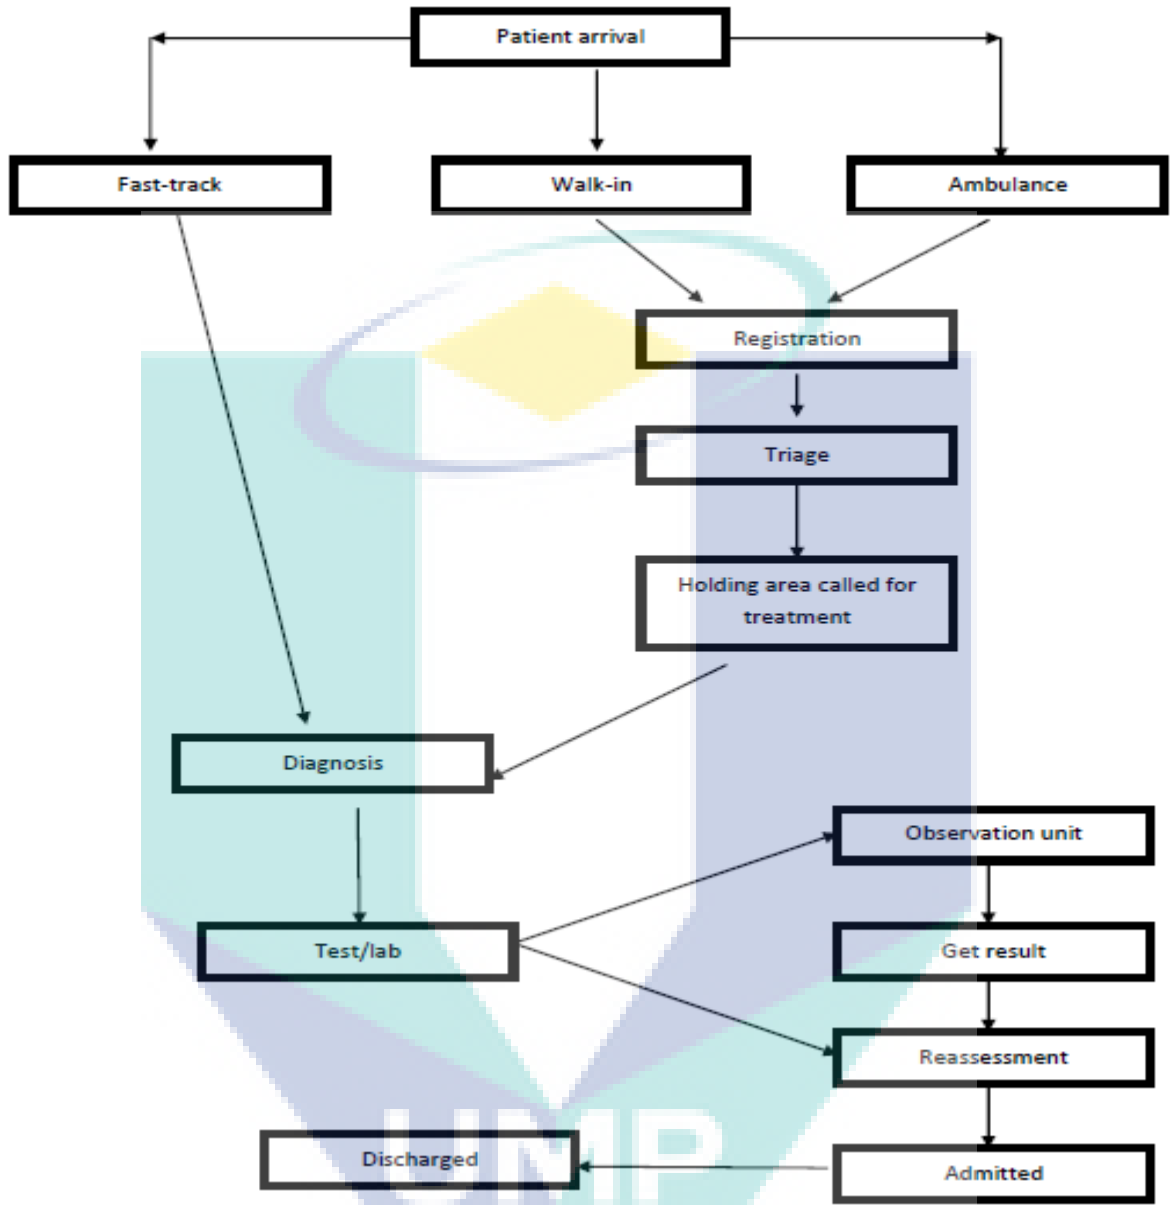 Patient arrival
Fast-track
Walk-in
Ambulance
Registration
Triage
Holding area called for
treatment
Diagnosis
Observation unit
Test/lab
Get result
Reassessment
Discharged
Admitted
UMP